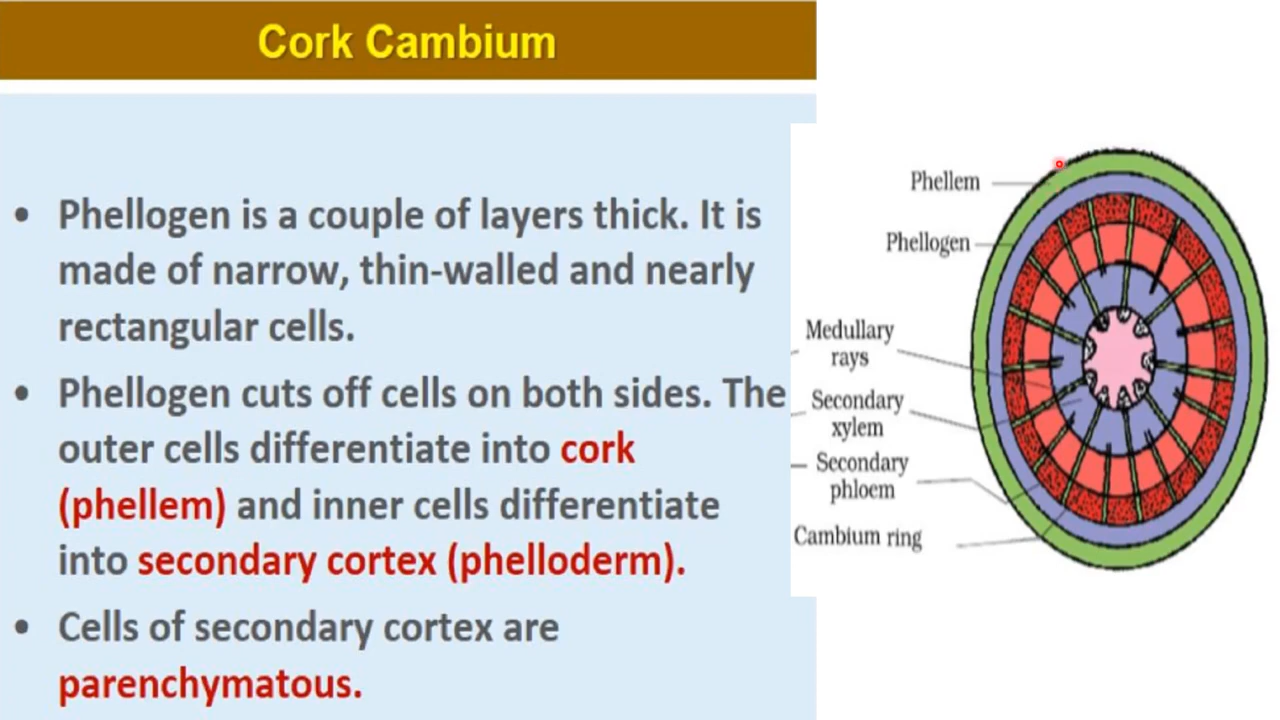 Cork Cambium
• Phellogen is a couple of layers thick. It is
made of narrow, thin-walled and nearly
rectangular cells.
• Phellogen cuts off cells on both sides. The
outer cells differentiate into cork
(phellem) and inner cells differentiate
into secondary cortex (phelloderm).
• Cells of secondary cortex are
parenchymatous.
Phellem
Phellogen
Medullary
rays
Secondary
xylem
Secondary
phloem
Cambium ring